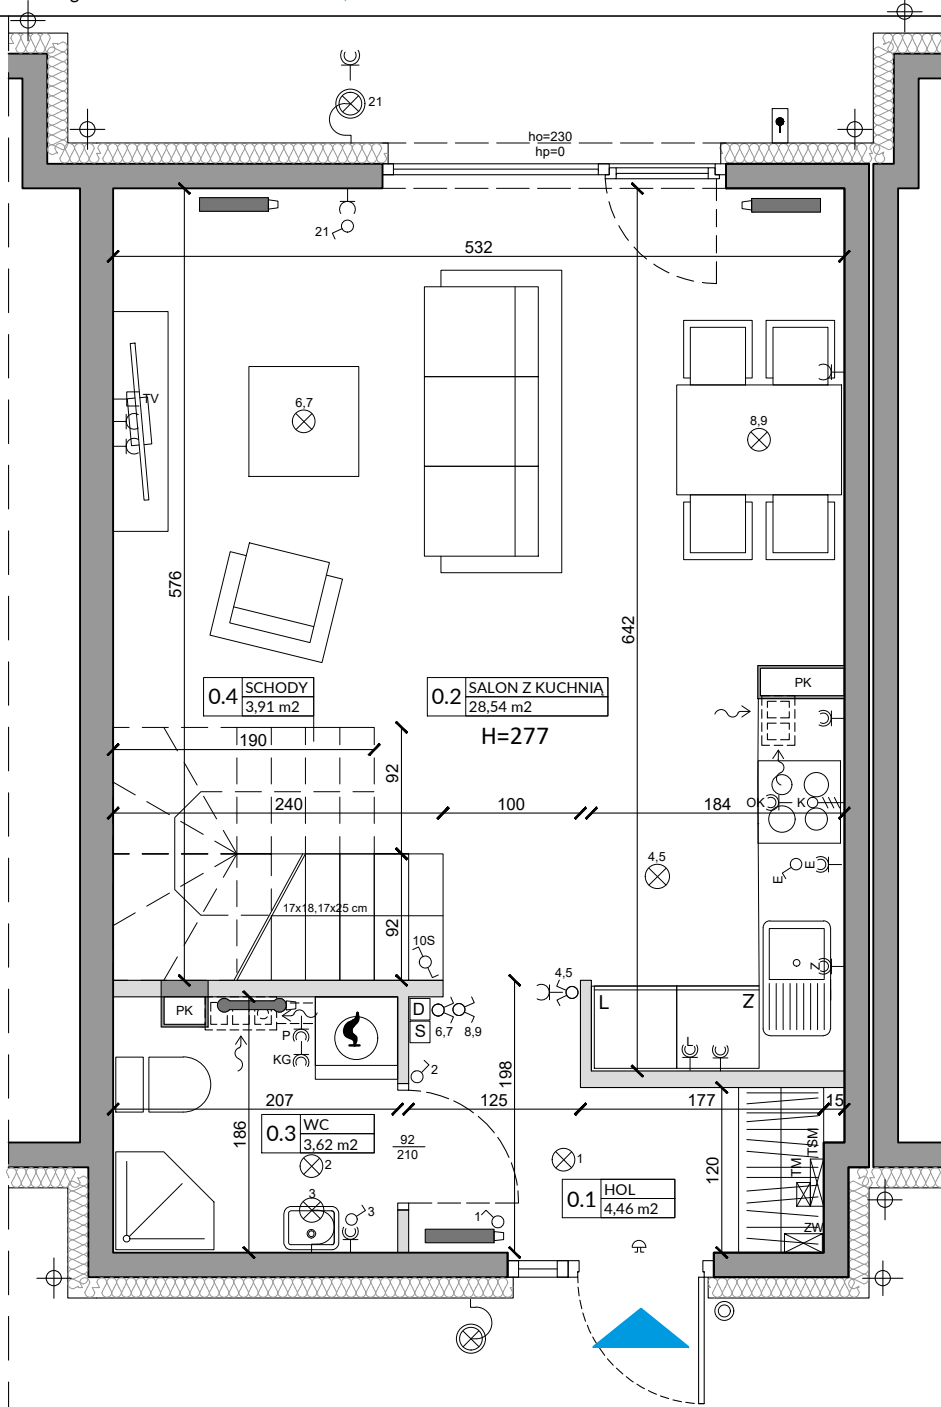 21
ho=230
hp=0
21
532
TV
6,7
8,9
576
642
0.4 SCHODY
3,91 m2
0.2 SALON Z KUCHNIĄ
28,54 m2
H=277
PK
190
92
240
100
184
OK
K
4,5
E
E
17x18,17x25 cm
92
10S
Z
4,5
L
Z
PK
D
S
6,7
8,9
P
KG
L
2
198
207
125
177
15
186
0.3 WC
3,62 m2
92
210
2
1
120
TM
TSM
0.1 HOL
4,46 m2
3
3
1
ZW